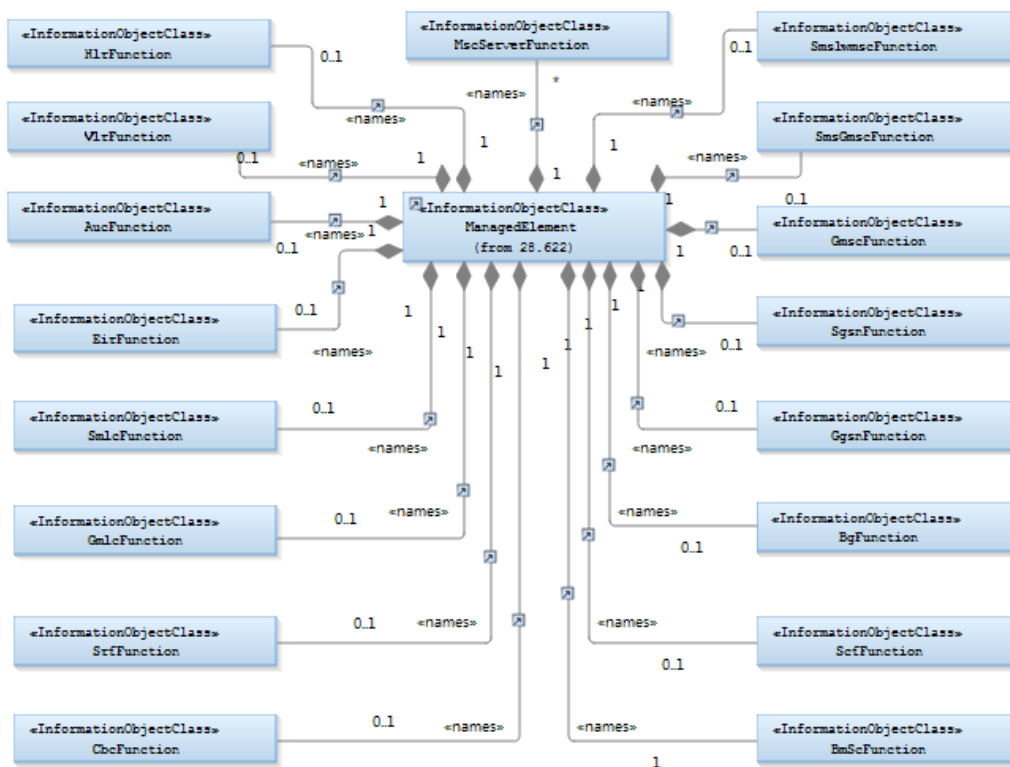 «InformationObjectClass»
HlrFunction
0..1
«names»
1
«InformationObjectClass»
MscServerFunction
*
«names»
1
«InformationObjectClass»
SmsIwmscFunction
0..1
«names»
1
«InformationObjectClass»
VlrFunction
0..1
«names»
1
«InformationObjectClass»
SmsGmscFunction
«names»
0..1
1
«InformationObjectClass»
AucFunction
0..1
«names»
1
1
«InformationObjectClass»
ManagedElement
(from 28.622)
«InformationObjectClass»
GmscFunction
0..1
1
«InformationObjectClass»
EirFunction
0..1
«names»
1
«InformationObjectClass»
SgsnFunction
0..1
«names»
1
«InformationObjectClass»
SmlcFunction
0..1
«names»
1
«InformationObjectClass»
GgsnFunction
0..1
«names»
1
«InformationObjectClass»
GmlcFunction
0..1
«names»
1
«InformationObjectClass»
BgFunction
0..1
«names»
1
«InformationObjectClass»
SrfFunction
0..1
«names»
1
«InformationObjectClass»
ScfFunction
0..1
«names»
1
«InformationObjectClass»
CbcFunction
0..1
«names»
1
«InformationObjectClass»
BmScFunction
1
«names»